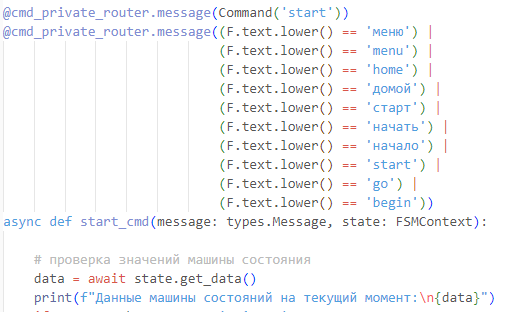 @cmd_private_router.message(Command('start'))
@cmd_private_router.message((F.text.lower() == 'меню') |
(F.text.lower() == 'menu') |
(F.text.lower() == 'home') |
(F.text.lower() == 'домой') |
(F.text.lower() == 'старт') |
(F.text.lower() == 'начать') |
(F.text.lower() == 'начало') |
(F.text.lower() == 'start') |
(F.text.lower() == 'go') |
(F.text.lower() == 'begin'))
async def start_cmd(message: types.Message, state: FSMContext):
# проверка значений машины состояния
data = await state.get_data()
print(f"Данные машины состояний на текущий момент:\n{data}")